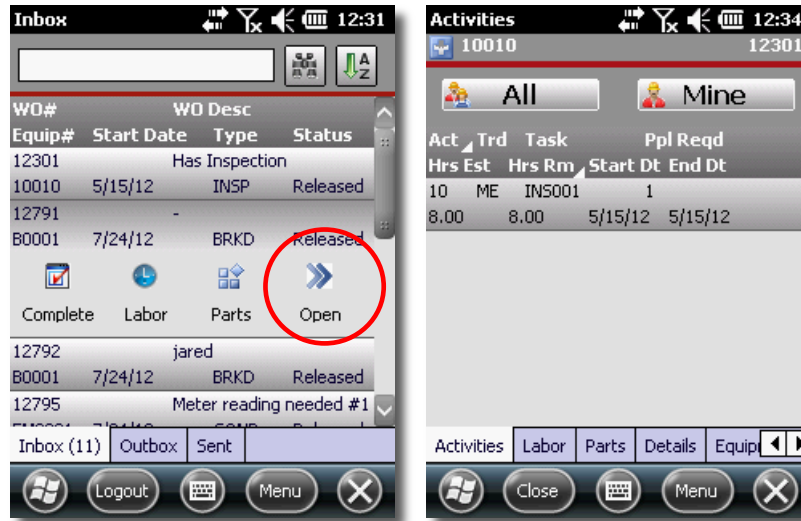 Inbox 12:31
WO# WO Desc
Equip# Start Date Type Status
12301 Has Inspection
10010 5/15/12 INSP Released
12791 -
B0001 7/24/12 BRKD Released
Complete Labor Parts Open
12792 jared
B0001 7/24/12 BRKD Released
12795 Meter reading needed #1
Inbox (11) Outbox Sent
Logout Menu
Activities 12:34
10010 12301
All Mine
Act Trd Task Ppl Reqd
Hrs Est Hrs Rm Start Dt End Dt
10 ME INS001 1
8.00 8.00 5/15/12 5/15/12
Activities Labor Parts Details Equip
Close Menu